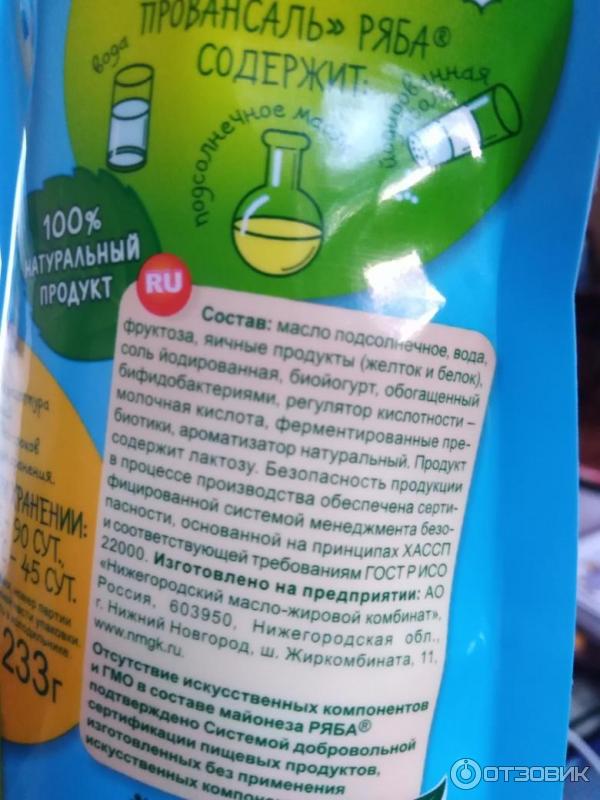 ПРОВАНСАЛЬ» РЯБА®
СОДЕРЖИТ:
вода
подсолнечное масло
йодированная
100%
НАТУРАЛЬНЫЙ
ПРОДУКТ
RU
Состав: масло подсолнечное, вода,
фруктоза, яичные продукты (желток и белок),
соль йодированная, биойогурт, обогащенный
бифидобактериями, регулятор кислотности –
молочная кислота, ферментированные пре-
биотики, ароматизатор натуральный. Продукт
содержит лактозу. Безопасность продукции
в процессе производства обеспечена серти-
фицированной системой менеджмента безо-
пасности, основанной на принципах ХАССП
и соответствующей требованиям ГОСТ Р ИСО
22000. Изготовлено на предприятии: АО
«Нижегородский масло-жировой комбинат»,
Россия, 603950, Нижегородская обл.,
г. Нижний Новгород, ш. Жиркомбината, 11,
www.nmgk.ru.
Отсутствие искусственных компонентов
и ГМО в составе майонеза РЯБА®
подтверждено Системой добровольной
сертификации пищевых продуктов,
изготовленных без применения
искусственных
90 СУТ.,
– 45 СУТ.
партии
упаковки.
233г
ОТЗОВИК